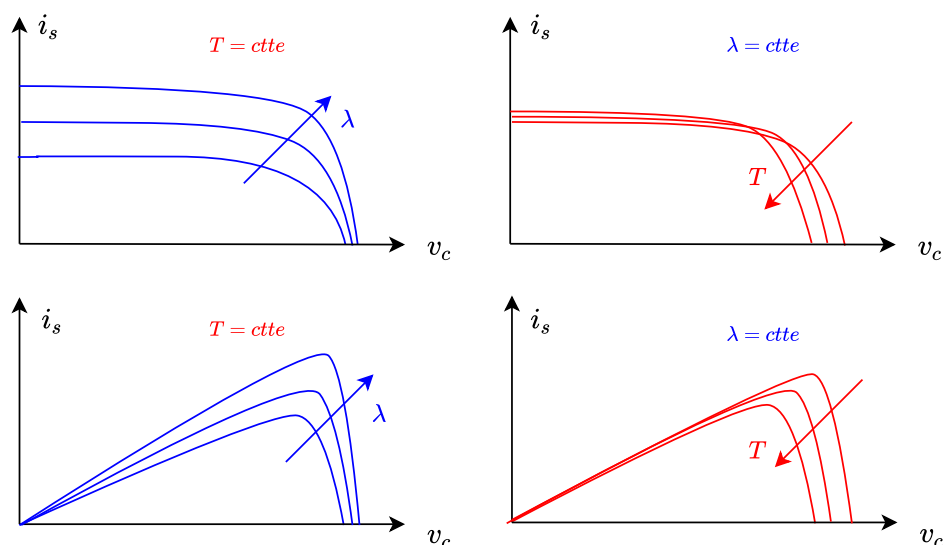 i_s
T = ctte
λ
v_c
i_s
λ = ctte
T
v_c
i_s
T = ctte
λ
v_c
i_s
λ = ctte
T
v_c